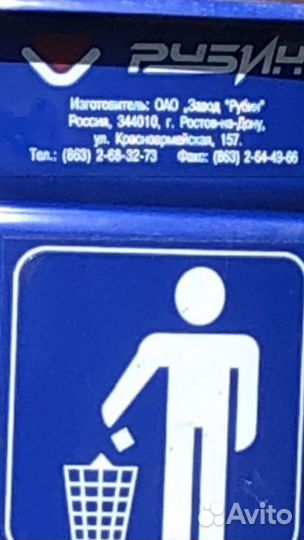 РУБИН
Изготовитель: ОАО „Завод "Рубин"
Россия, 344010, г. Ростов-на-Дону,
ул. Красноармейская, 157.
Тел.: (863) 2-68-32-73 Факс: (863) 2-64-49-66
Avito